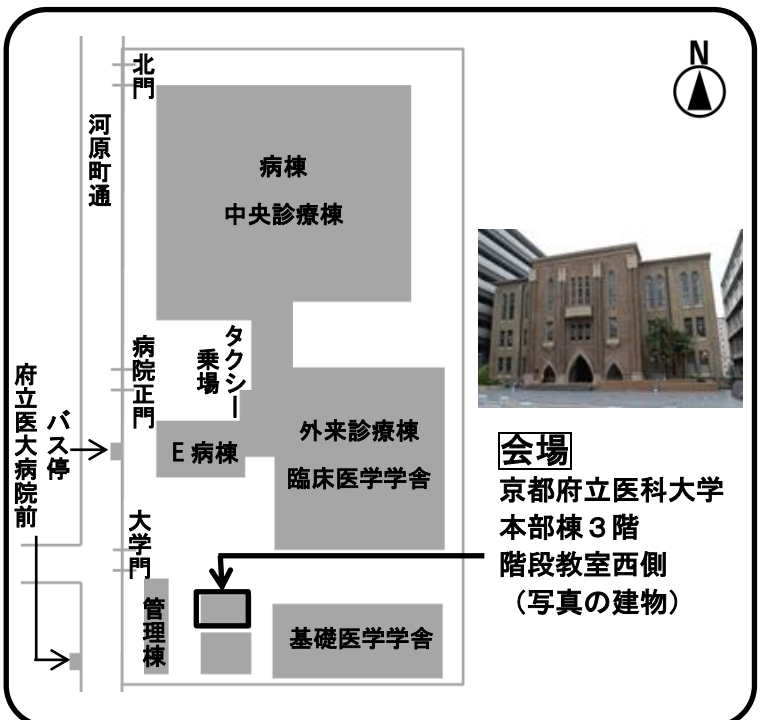 N
北門
河原町通
病棟
中央診療棟
タクシー
乗場
病院正門
府立医大病院前
バス停
E 病棟
外来診療棟
臨床医学学舎
会場
京都府立医科大学
本部棟3階
階段教室西側
(写真の建物)
大学門
管理棟
基礎医学学舎